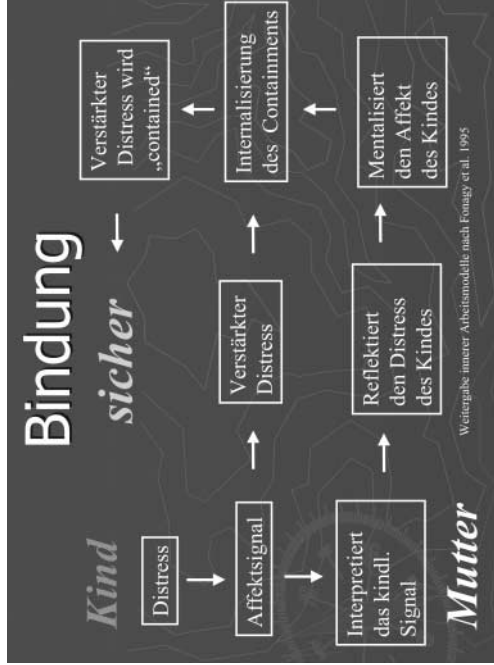 Bindung
Kind
sicher
Distress
Verstärkter
Distress wird
„contained“
Affektsignal
Verstärkter
Distress
Internalisierung
des Containments
Interpretiert
das kindl.
Signal
Reflektiert
den Distress
des Kindes
Mentalisiert
den Affekt
des Kindes
Mutter
Weitergabe innerer Arbeitsmodelle nach Fonagy et al. 1995